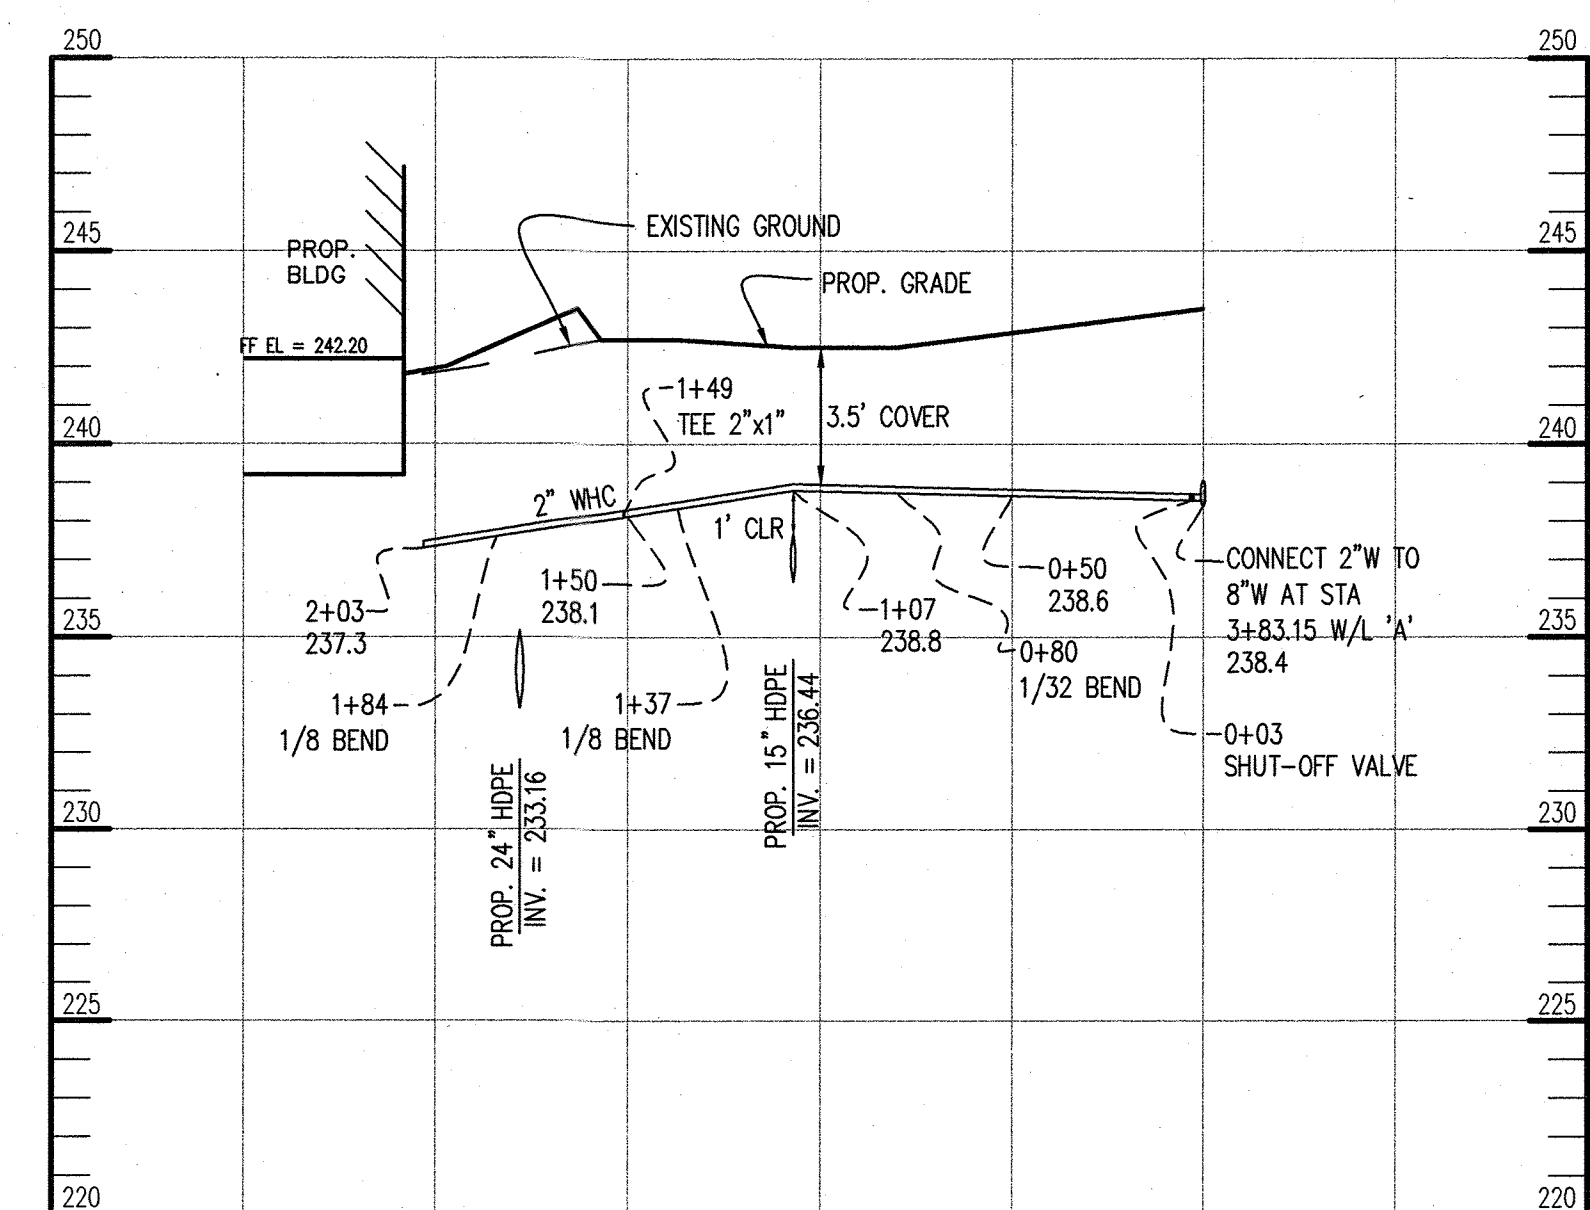 250
250
245
245
EXISTING GROUND
PROP.
BLDG
PROP. GRADE
FF EL = 242.20
1+49
TEE 2"x1"
3.5' COVER
240
240
2" WHC
1' CLR
1+50
238.1
2+03
237.3
0+50
238.6
CONNECT 2"W TO
8"W AT STA
3+83.15 W/L 'A'
238.4
1+07
238.8
235
235
0+80
1/32 BEND
1+84
1/8 BEND
1+37
1/8 BEND
0+03
SHUT-OFF VALVE
PROP. 24" HDPE
INV. = 233.16
PROP. 15" HDPE
INV. = 236.44
230
230
225
225
220
220